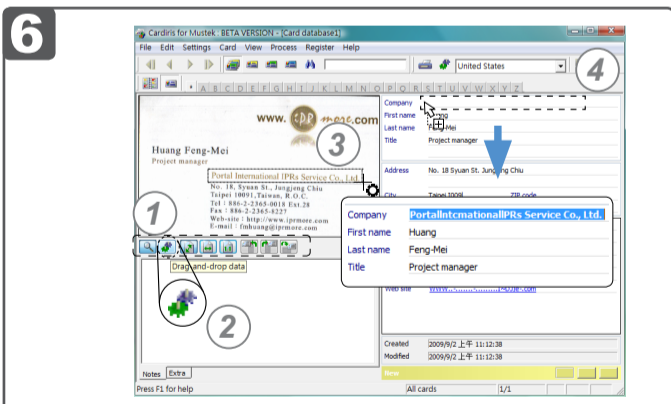 6
Cardiris for Mustek : BETA VERSION - [Card database1]
File Edit Settings Card View Process Register Help
United States
4
A B C D E F G H I J K L M N O P Q R S T U V W X Y Z
www. iPR more.com
3
Huang Feng-Mei
Project manager
Portal International IPRs Service Co., Ltd.
No. 18, Syuan St., Jungjeng Chiu
Taipei 10091, Taiwan, R.O.C.
Tel : 886-2-2365-0018 Ext.28
Fax : 886-2-2365-8227
Web-site : http://www.iprmore.com
E-mail : fmhuang@iprmore.com
1
Drag-and-drop data
2
Notes Extra
Press F1 for help
Company
First name
Last name Feng-Mei
Title Project manager
Address No. 18 Syuan St. Jungjeng Chiu
City ZIP code
Company PortalIntcmationallPRs Service Co., Ltd.
First name Huang
Last name Feng-Mei
Title Project manager
Web site
Created 2009/9/2 上午 11:12:38
Modified 2009/9/2 上午 11:12:38
New
All cards 1/1